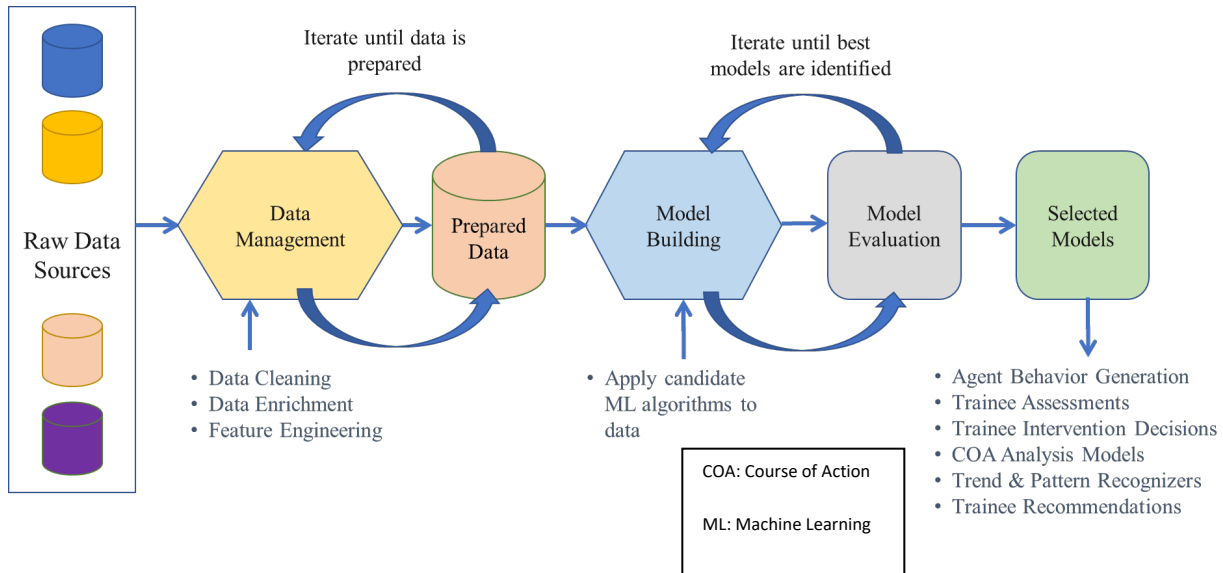 Iterate until data is
prepared
Iterate until best
models are identified
Raw Data
Sources
Data
Management
Prepared
Data
Model
Building
Model
Evaluation
Selected
Models
• Data Cleaning
• Data Enrichment
• Feature Engineering
• Apply candidate
ML algorithms to
data
• Agent Behavior Generation
• Trainee Assessments
• Trainee Intervention Decisions
• COA Analysis Models
• Trend & Pattern Recognizers
• Trainee Recommendations
COA: Course of Action
ML: Machine Learning